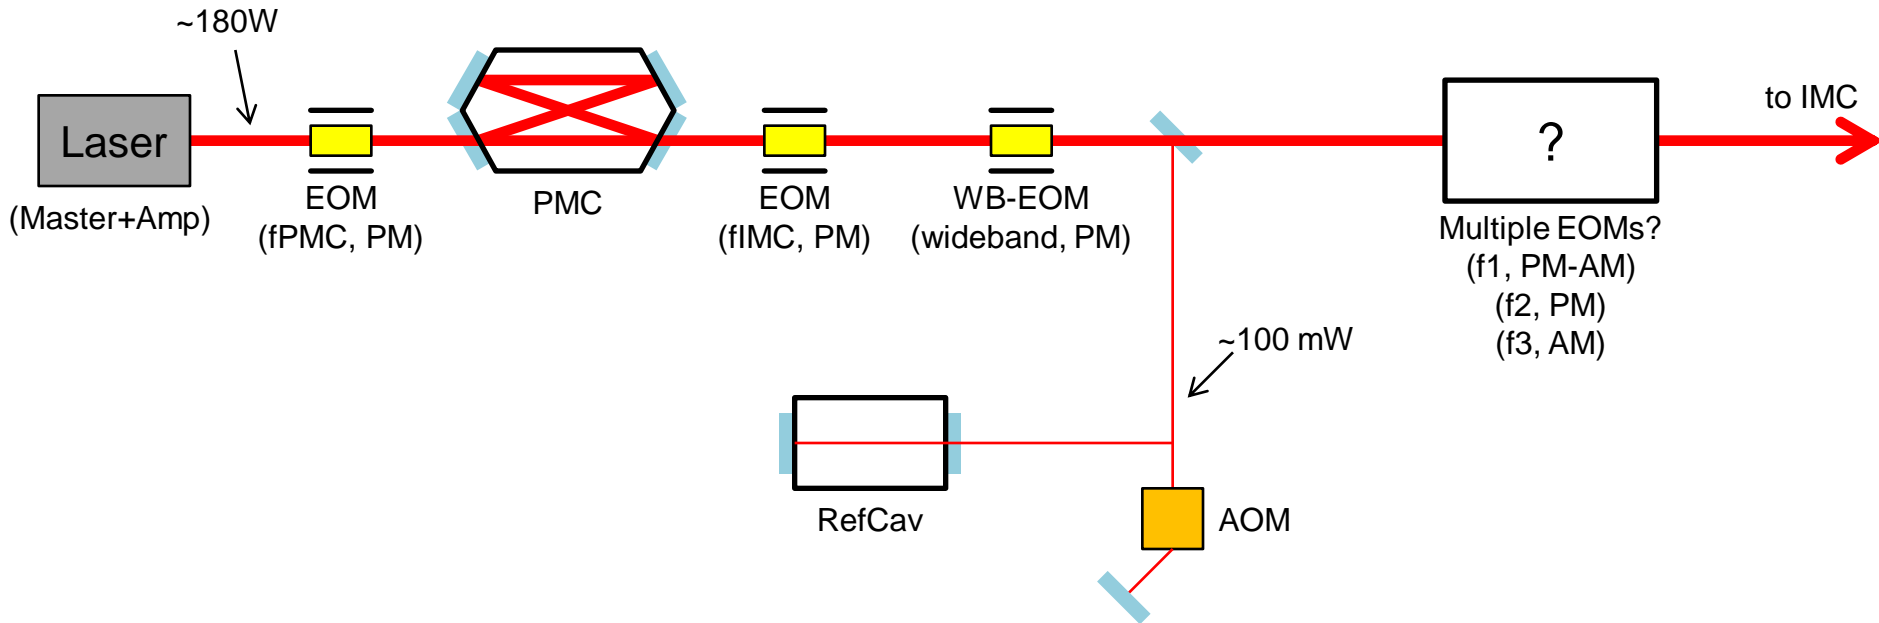 ~180W
Laser
(Master+Amp)
EOM
(fPMC, PM)
PMC
EOM
(fIMC, PM)
WB-EOM
(wideband, PM)
?
Multiple EOMs?
(f1, PM-AM)
(f2, PM)
(f3, AM)
to IMC
~100 mW
RefCav
AOM